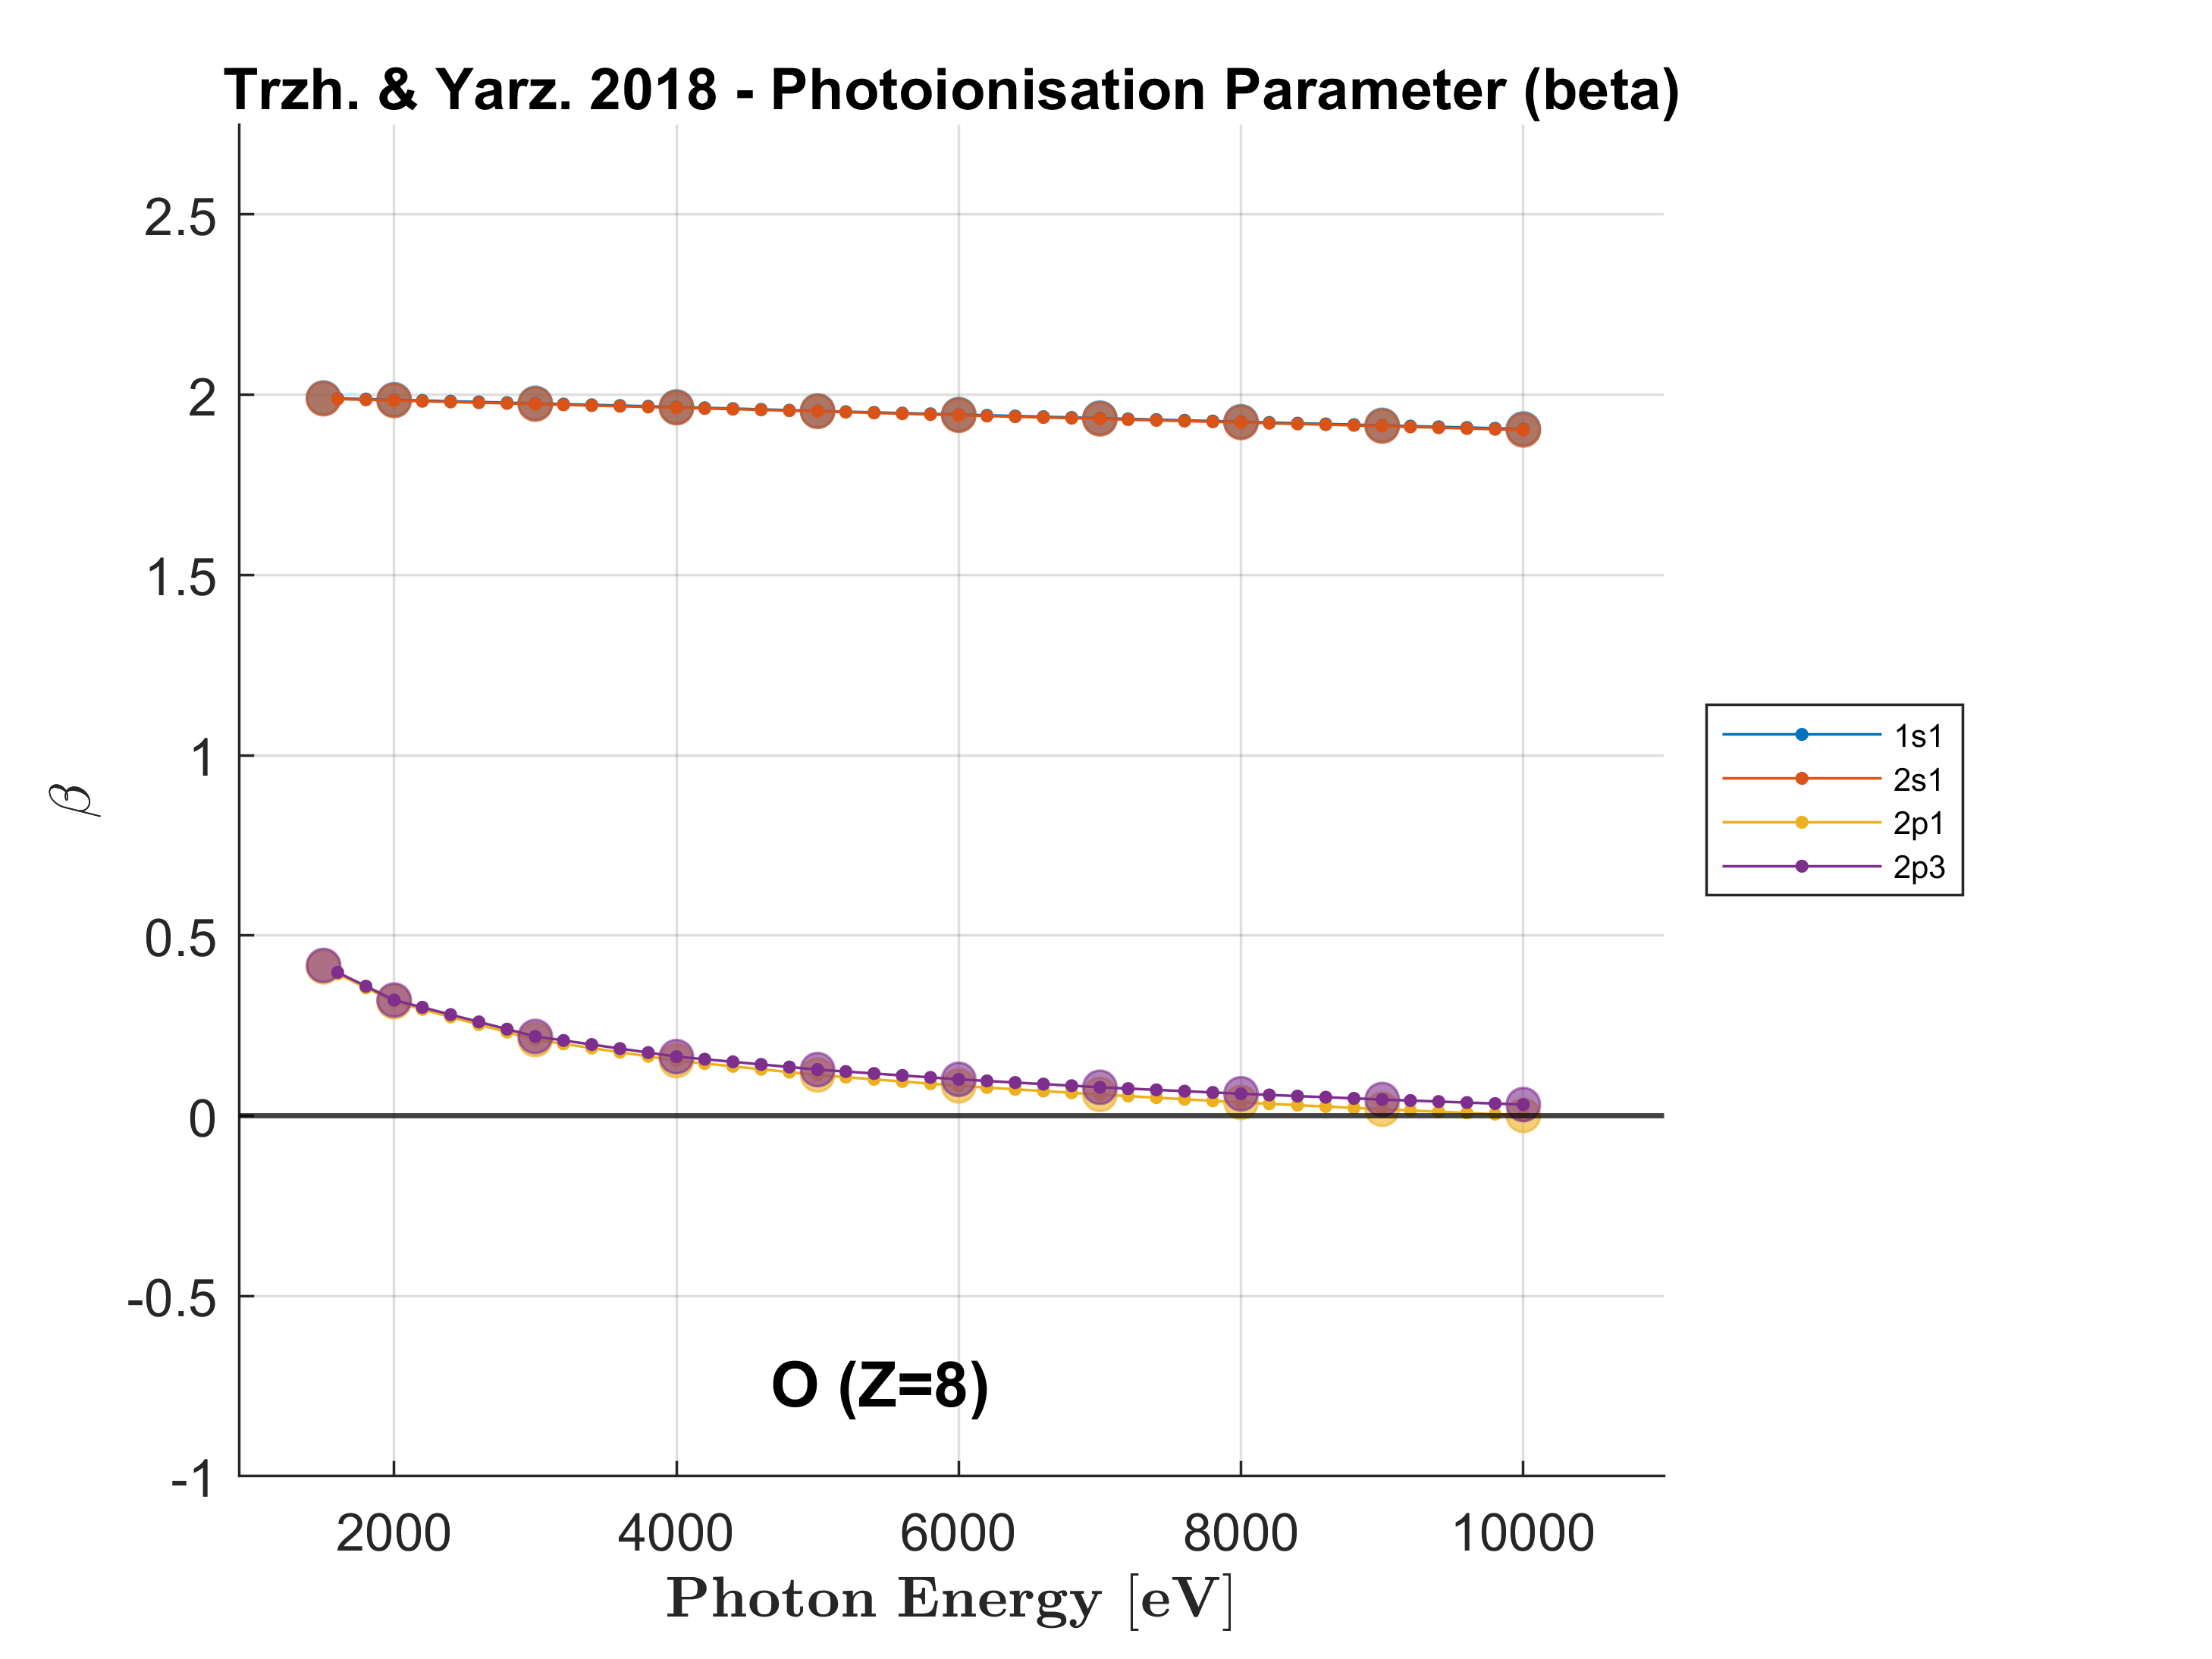 Trzh. & Yarz. 2018 - Photoionisation Parameter (beta)
2.5
2
1.5
1
0.5
0
-0.5
-1
β
1s1
2s1
2p1
2p3
O (Z=8)
2000 4000 6000 8000 10000
Photon Energy [eV]